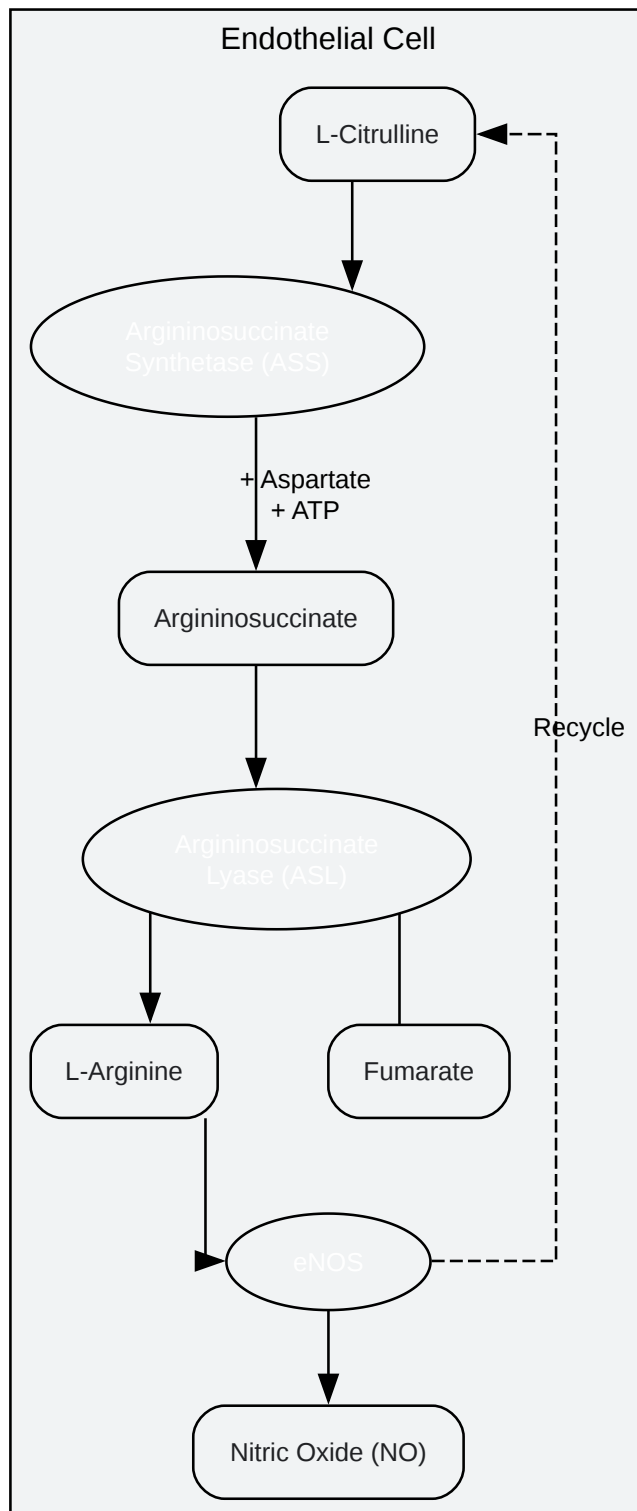 Endothelial Cell
L-Citrulline
Argininosuccinate
Synthetase (ASS)
+ Aspartate
+ ATP
Argininosuccinate
Recycle
Argininosuccinate
Lyase (ASL)
L-Arginine
Fumarate
eNOS
Nitric Oxide (NO)